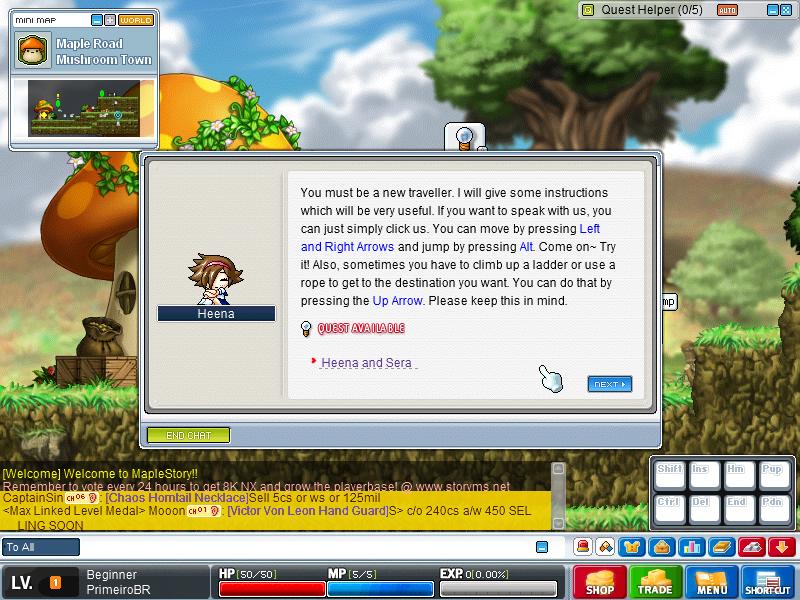 MINI MAP
WORLD
Maple Road
Mushroom Town
Quest Helper (0/5)
AUTO
You must be a new traveller. I will give some instructions
which will be very useful. If you want to speak with us, you
can just simply click us. You can move by pressing Left
and Right Arrows and jump by pressing Alt. Come on~ Try
it! Also, sometimes you have to climb up a ladder or use a
rope to get to the destination you want. You can do that by
pressing the Up Arrow. Please keep this in mind.
Heena
QUEST AVAILABLE
Heena and Sera
NEXT
END CHAT
mp
[Welcome] Welcome to MapleStory!!
Remember to vote every 24 hours to get 8K NX and grow the playerbase! @ www.storyms.net
CaptainSin CH06 : [Chaos Horntail Necklace]Sell 5cs or ws or 125mil
<Max Linked Level Medal> Mooon CH01 : [Victor Von Leon Hand Guard]S> c/o 240cs a/w 450 SEL
LING SOON
Shift Ins Hm Pup
Ctrl Del End Pdn
To All
LV. 1
Beginner
PrimeiroBR
HP[50/50]
MP[5/5]
EXP.0[0.00%]
SHOP
TRADE
MENU
SHORTCUT